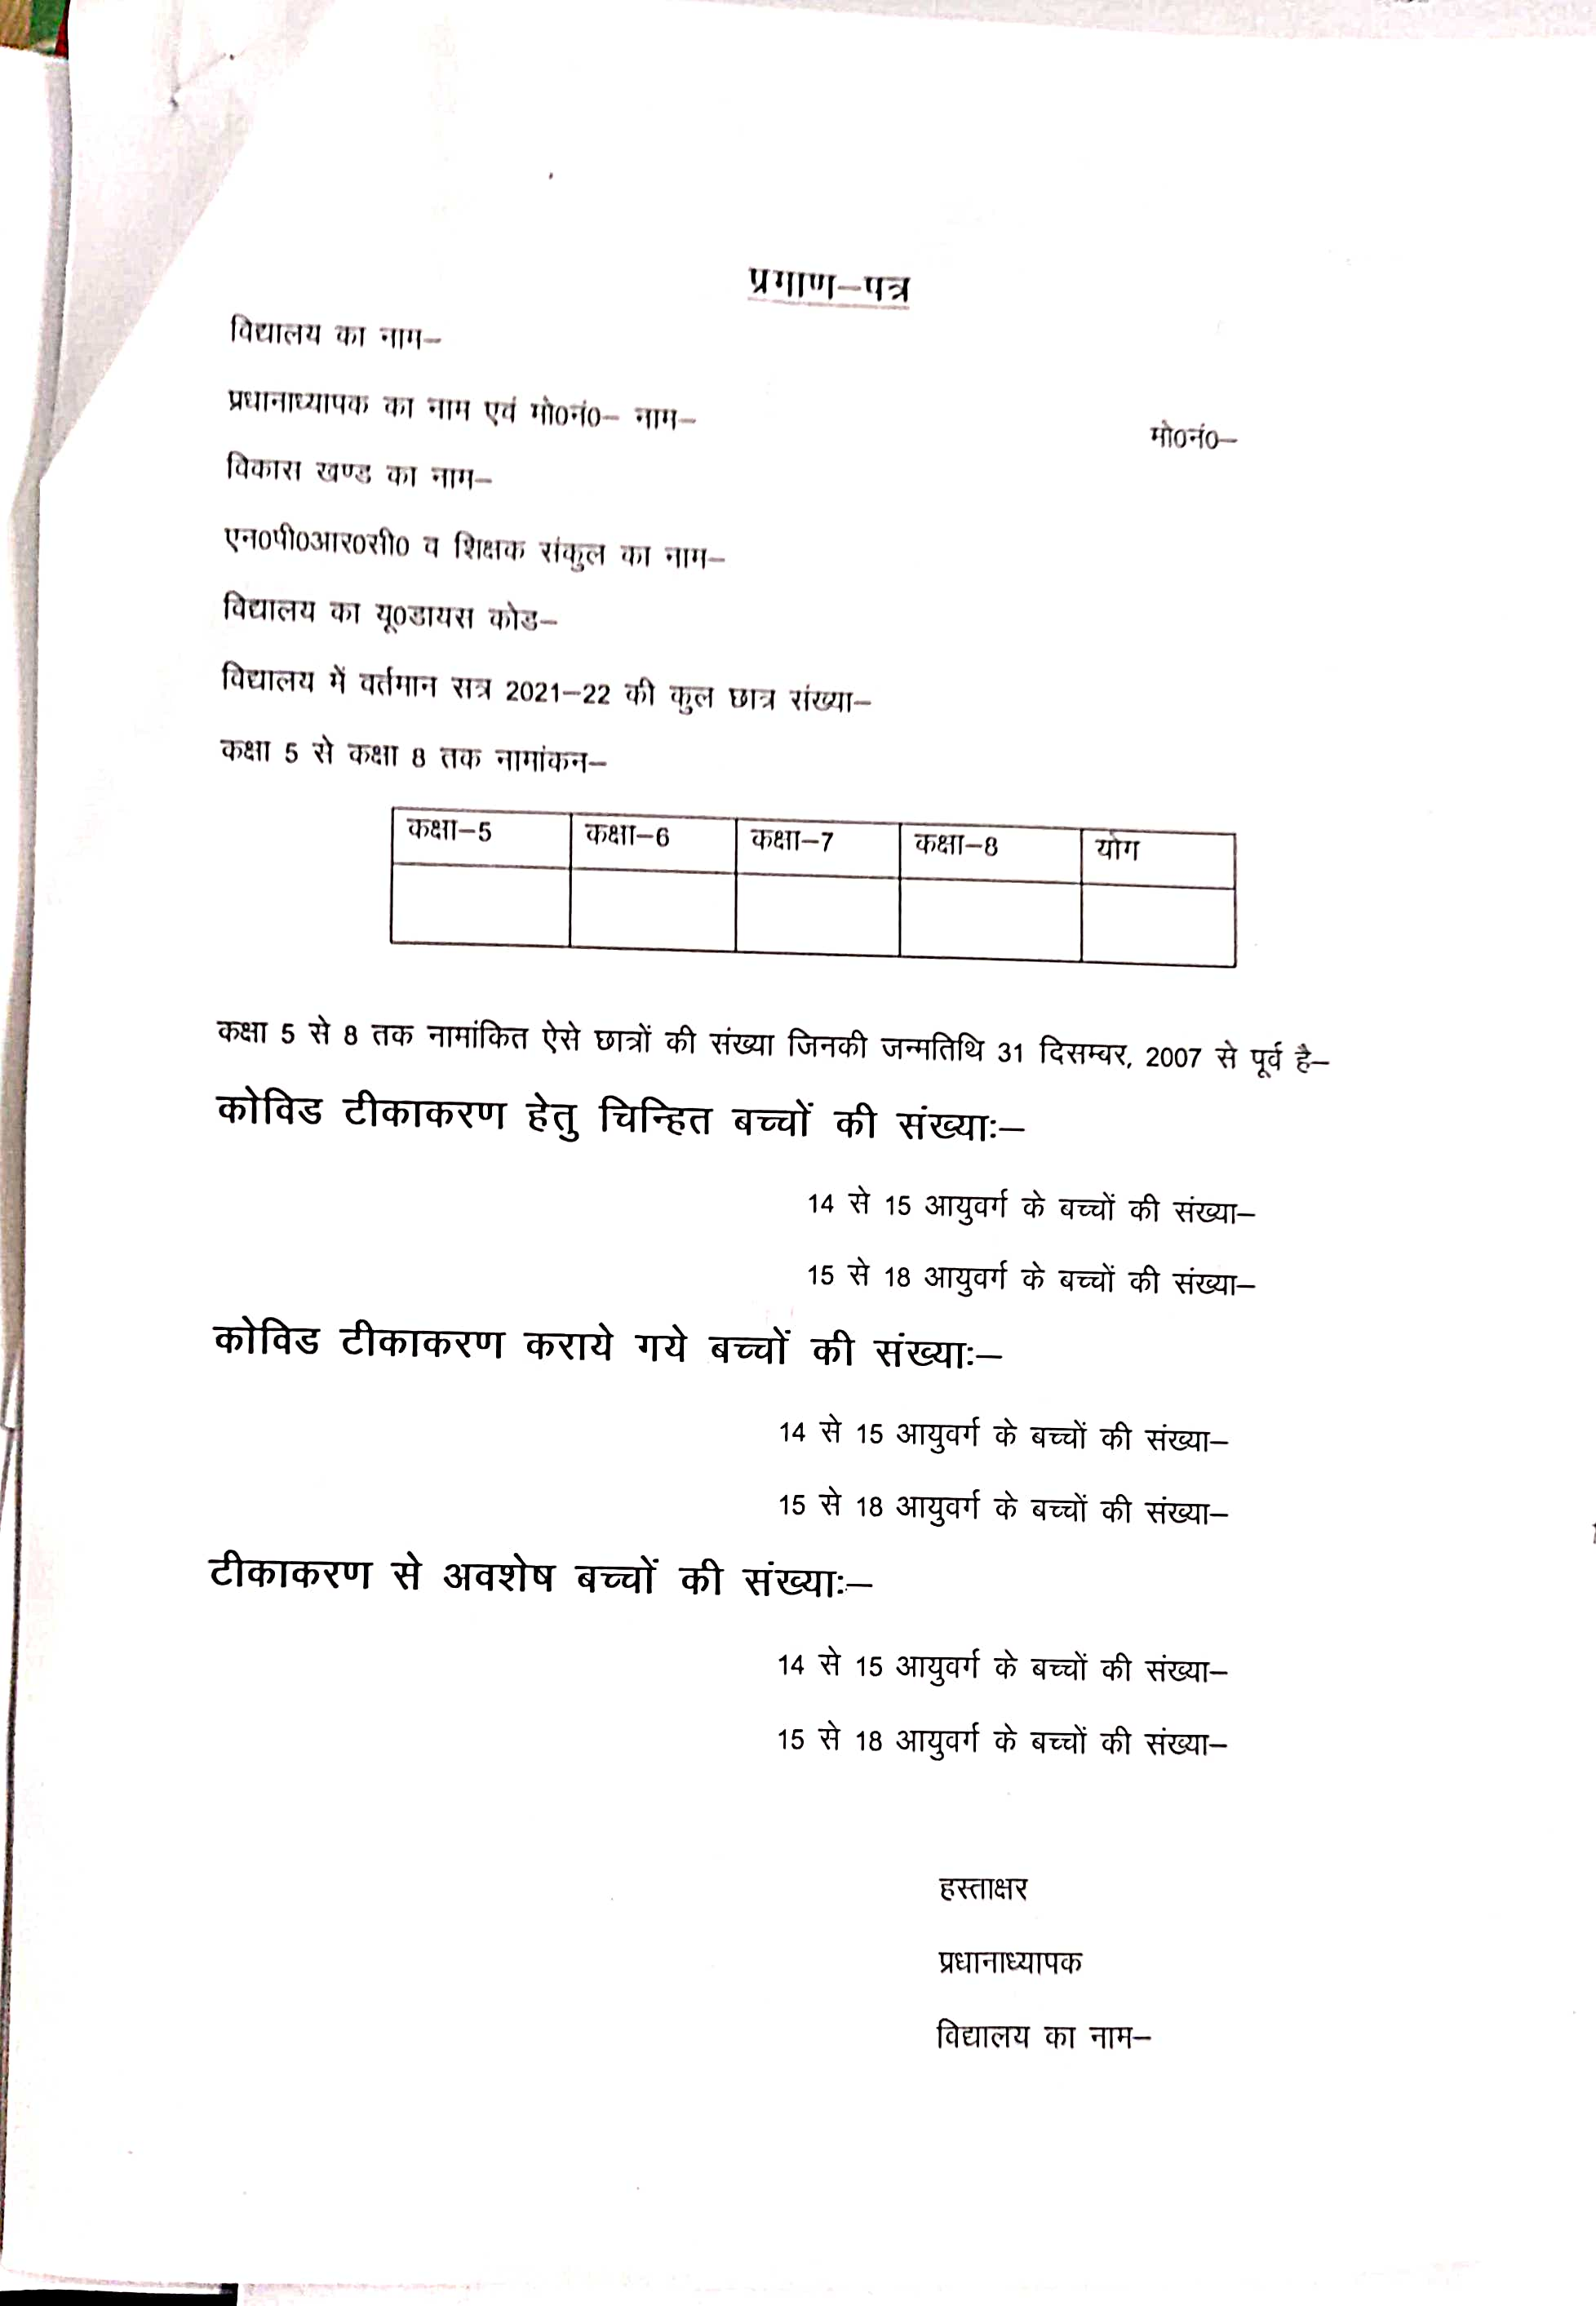 प्रमाण–पत्र
विद्यालय का नाम–
प्रधानाध्यापक का नाम एवं मो0नं0– नाम– मो0नं0–
विकास खण्ड का नाम–
एन0पी0आर0सी0 व शिक्षक संकुल का नाम–
विद्यालय का यू0डायस कोड–
विद्यालय में वर्तमान सत्र 2021–22 की कुल छात्र संख्या–
कक्षा 5 से कक्षा 8 तक नामांकन–
कक्षा–5 कक्षा–6 कक्षा–7 कक्षा–8 योग
कक्षा 5 से 8 तक नामांकित ऐसे छात्रों की संख्या जिनकी जन्मतिथि 31 दिसम्बर, 2007 से पूर्व है–
कोविड टीकाकरण हेतु चिन्हित बच्चों की संख्याः–
14 से 15 आयुवर्ग के बच्चों की संख्या–
15 से 18 आयुवर्ग के बच्चों की संख्या–
कोविड टीकाकरण कराये गये बच्चों की संख्याः–
14 से 15 आयुवर्ग के बच्चों की संख्या–
15 से 18 आयुवर्ग के बच्चों की संख्या–
टीकाकरण से अवशेष बच्चों की संख्याः–
14 से 15 आयुवर्ग के बच्चों की संख्या–
15 से 18 आयुवर्ग के बच्चों की संख्या–
हस्ताक्षर
प्रधानाध्यापक
विद्यालय का नाम–